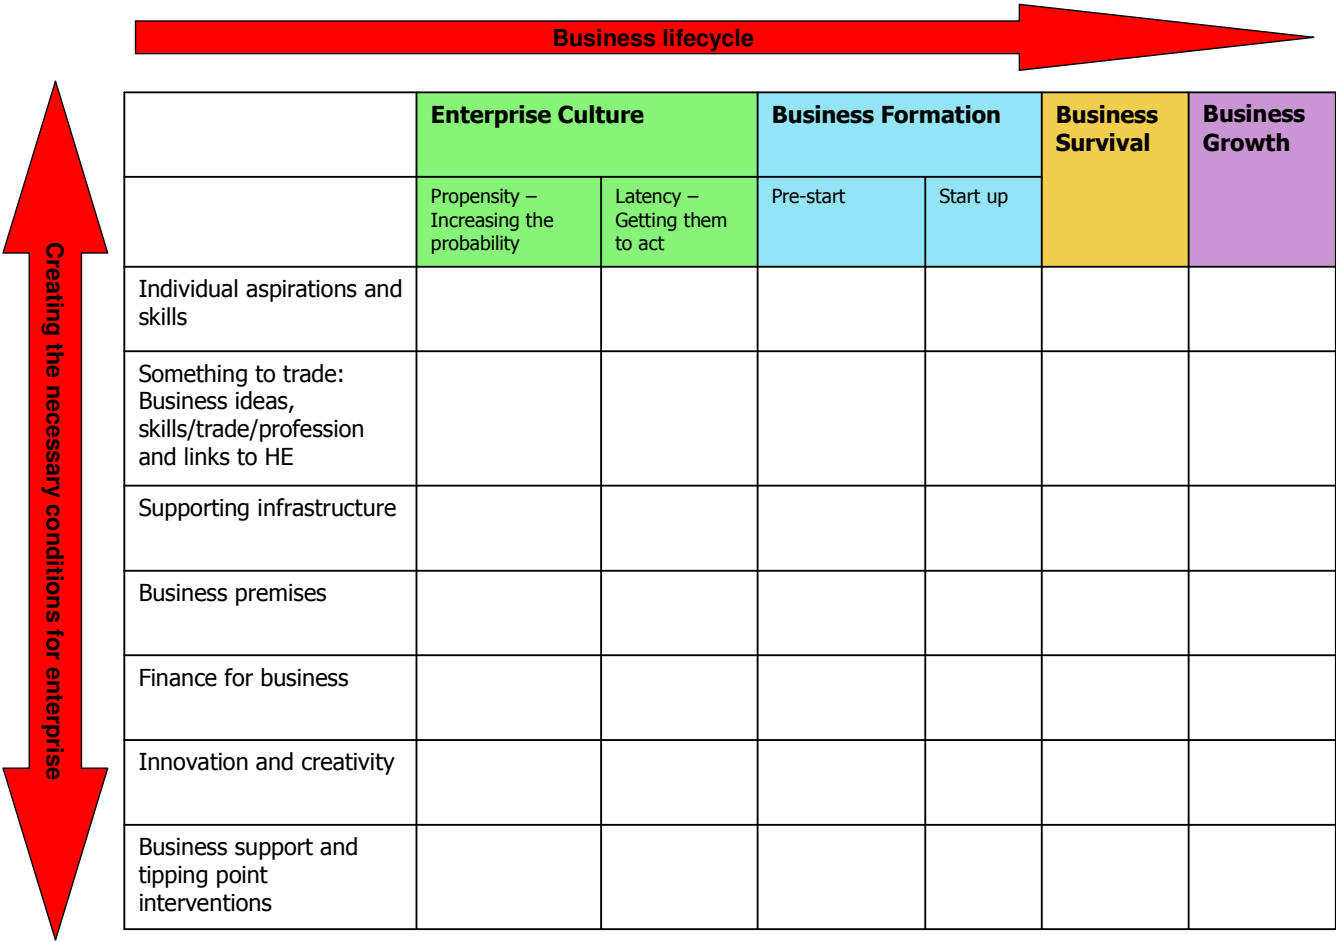 Business lifecycle
Creating the necessary conditions for enterprise
Enterprise Culture
Business Formation
Business
Survival
Business
Growth
Propensity –
Increasing the
probability
Latency –
Getting them
to act
Pre-start
Start up
Individual aspirations and
skills
Something to trade:
Business ideas,
skills/trade/profession
and links to HE
Supporting infrastructure
Business premises
Finance for business
Innovation and creativity
Business support and
tipping point
interventions